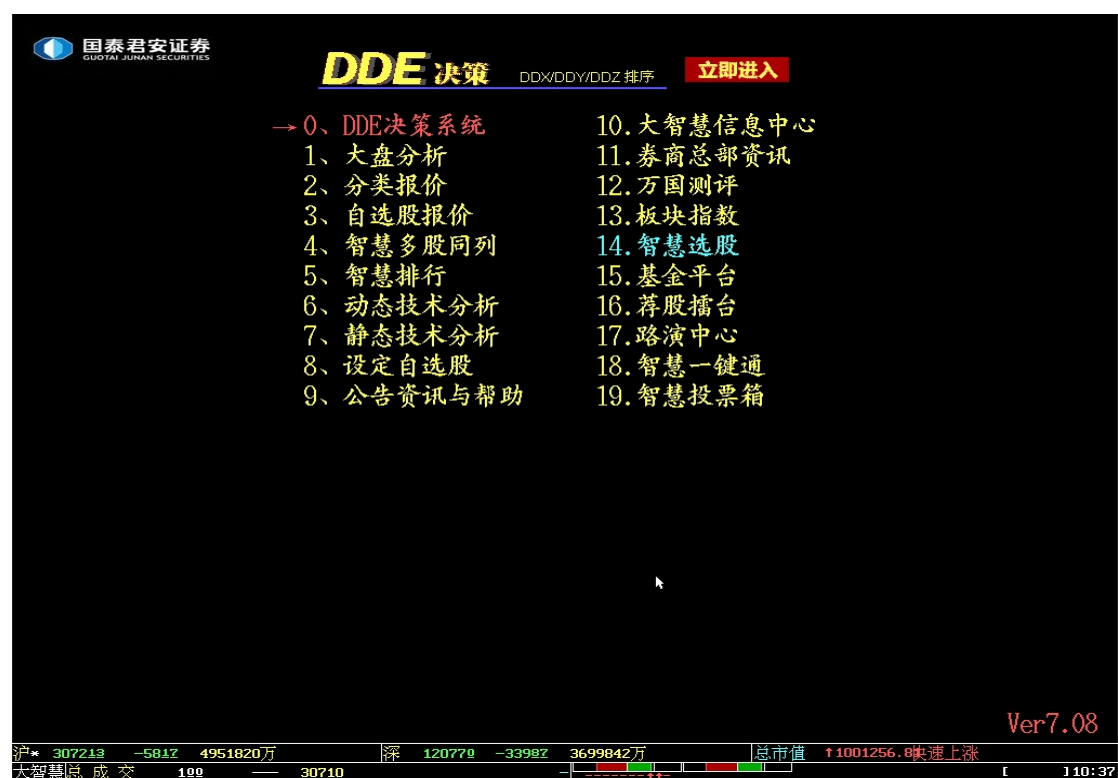 国泰君安证券
GUOTAI JUNAN SECURITIES
DDE 决策 DDX/DDY/DDZ 排序 立即进入
→0、DDE决策系统
1、大盘分析
2、分类报价
3、自选股报价
4、智慧多股同列
5、智慧排行
6、动态技术分析
7、静态技术分析
8、设定自选股
9、公告资讯与帮助
10.大智慧信息中心
11.券商总部资讯
12.万国测评
13.板块指数
14.智慧选股
15.基金平台
16.荐股擂台
17.路演中心
18.智慧一键通
19.智慧投票箱
Ver7.08
沪* 307213 -5817 4951820万 深 120770 -33987 3699842万 总市值 ↑1001256.8快速上涨
大智慧总 成 交 100 —— 30710 [ ]10:37